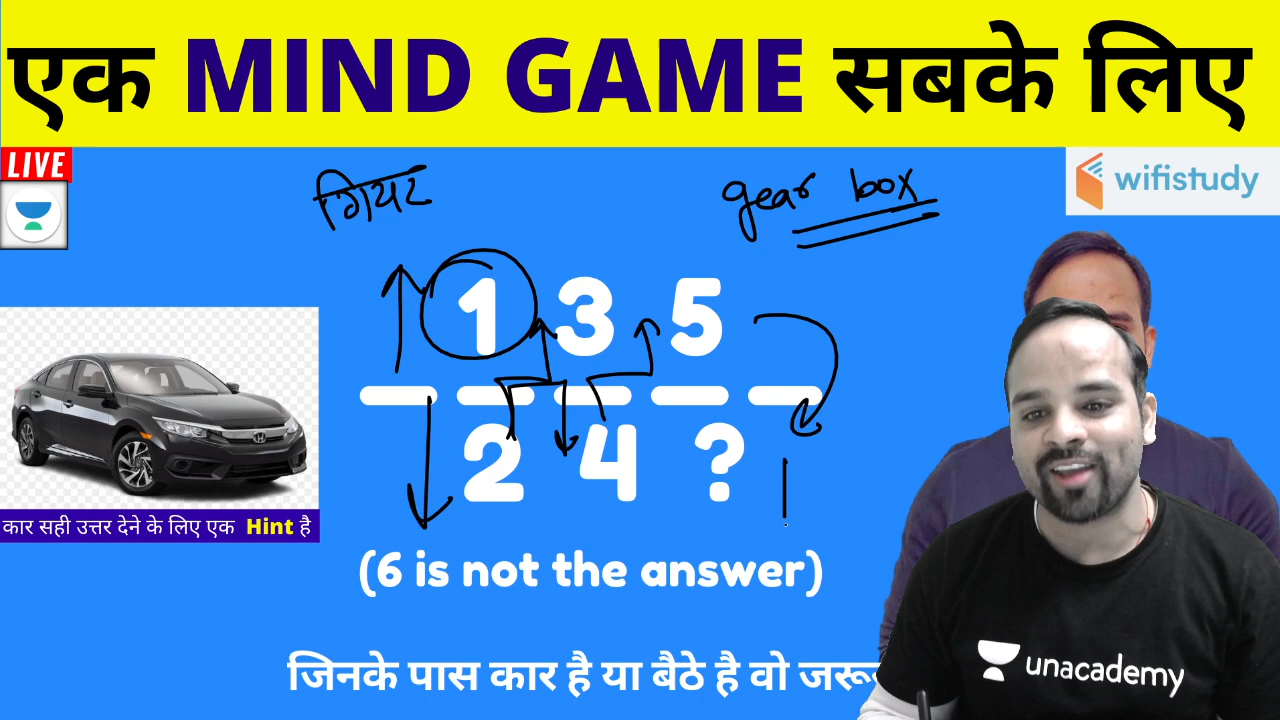 एक MIND GAME सबके लिए
LIVE
wifistudy
गियर
gear box
1 3 5
2 4 ?
कार सही उत्तर देने के लिए एक Hint है
(6 is not the answer)
जिनके पास कार है या बैठे है वो
unacademy